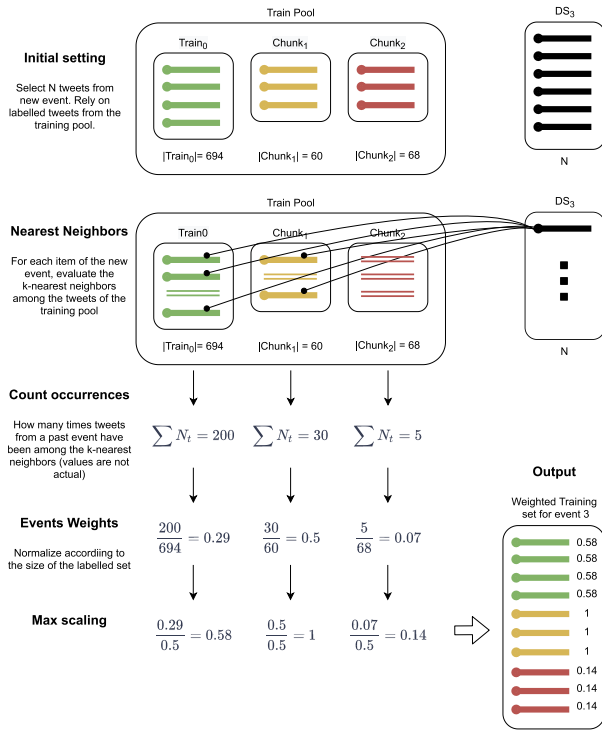 Train Pool
DS₃
Initial setting
Select N tweets from
new event. Rely on
labelled tweets from the
training pool.
Train₀
Chunk₁
Chunk₂
|Train₀|= 694
|Chunk₁| = 60
|Chunk₂| = 68
N
Train Pool
DS₃
Nearest Neighbors
For each item of the new
event, evaluate the
k-nearest neighbors
among the tweets of the
training pool
Train0
Chunk₁
Chunk₂
|Train₀|= 694
|Chunk₁| = 60
|Chunk₂| = 68
N
Count occurrences
How many times tweets
from a past event have
been among the k-nearest
neighbors (values are not
actual)
∑ Nₜ = 200
∑ Nₜ = 30
∑ Nₜ = 5
Events Weights
Normalize accordiing to
the size of the labelled set
200/694 = 0.29
30/60 = 0.5
5/68 = 0.07
Max scaling
0.29/0.5 = 0.58
0.5/0.5 = 1
0.07/0.5 = 0.14
Output
Weighted Training
set for event 3
0.58
0.58
0.58
0.58
1
1
1
0.14
0.14
0.14